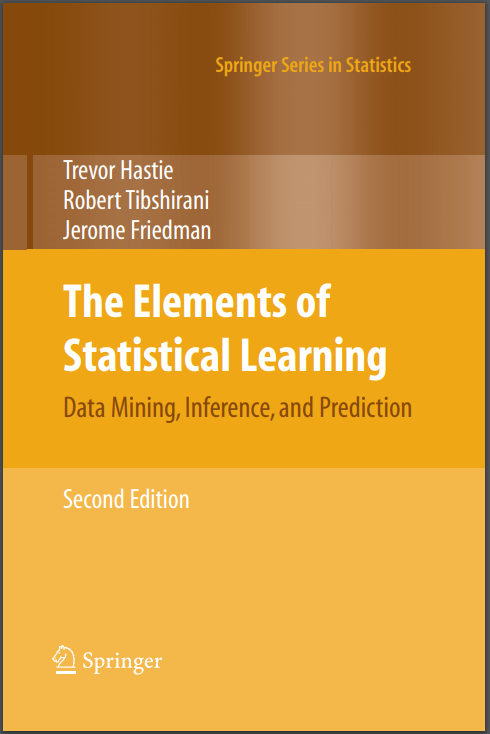 Springer Series in Statistics
Trevor Hastie
Robert Tibshirani
Jerome Friedman
The Elements of
Statistical Learning
Data Mining, Inference, and Prediction
Second Edition
Springer